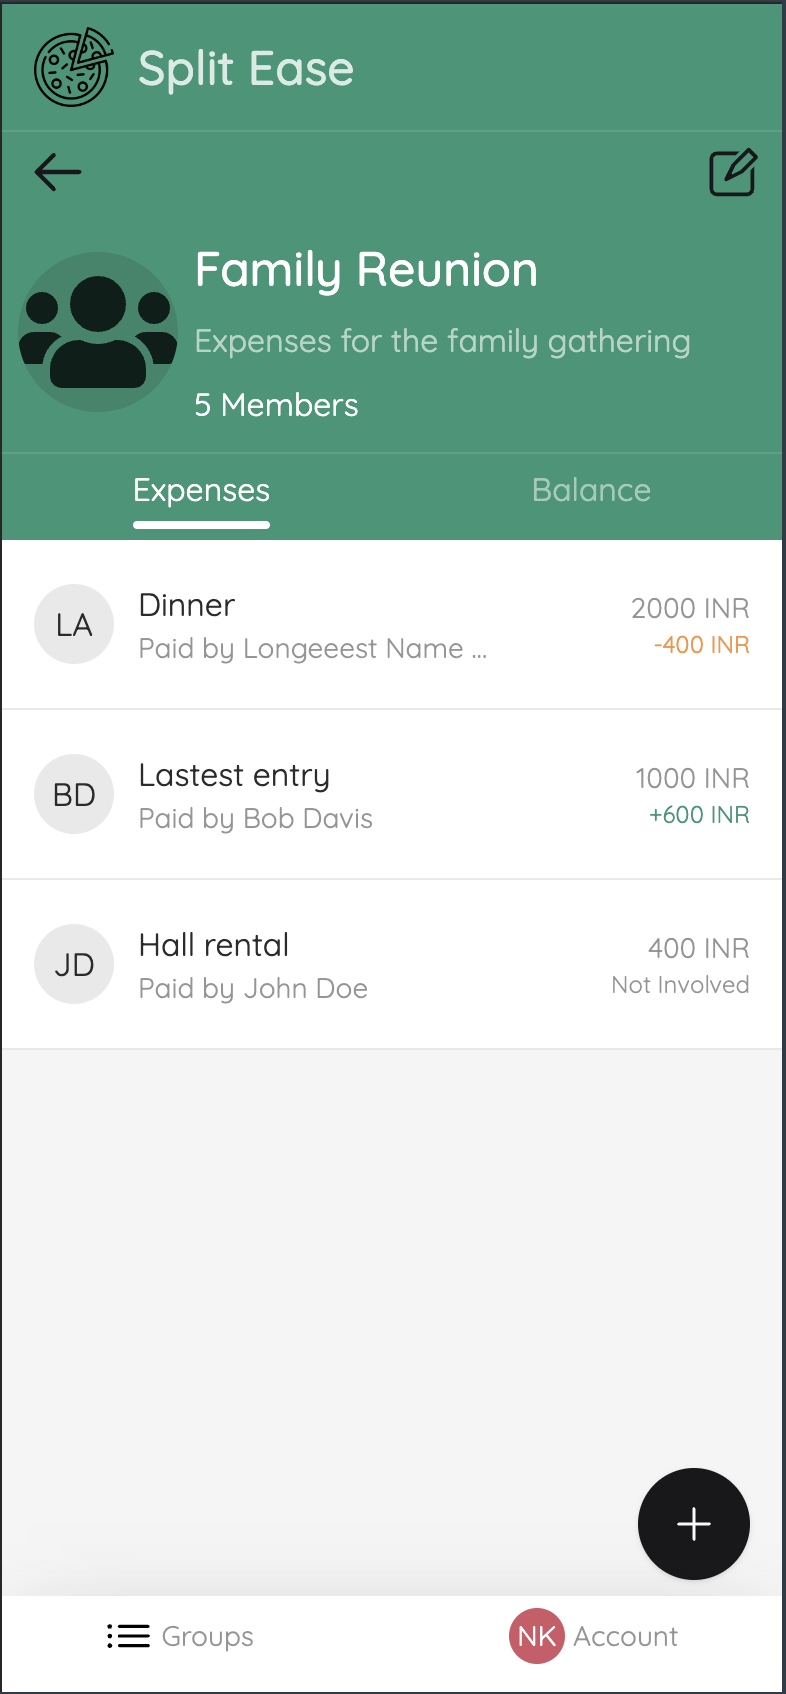 Split Ease
Family Reunion
Expenses for the family gathering
5 Members
Expenses
Balance
LA
Dinner
2000 INR
Paid by Longeeest Name ...
-400 INR
BD
Lastest entry
1000 INR
Paid by Bob Davis
+600 INR
JD
Hall rental
400 INR
Paid by John Doe
Not Involved
+
Groups
NK
Account